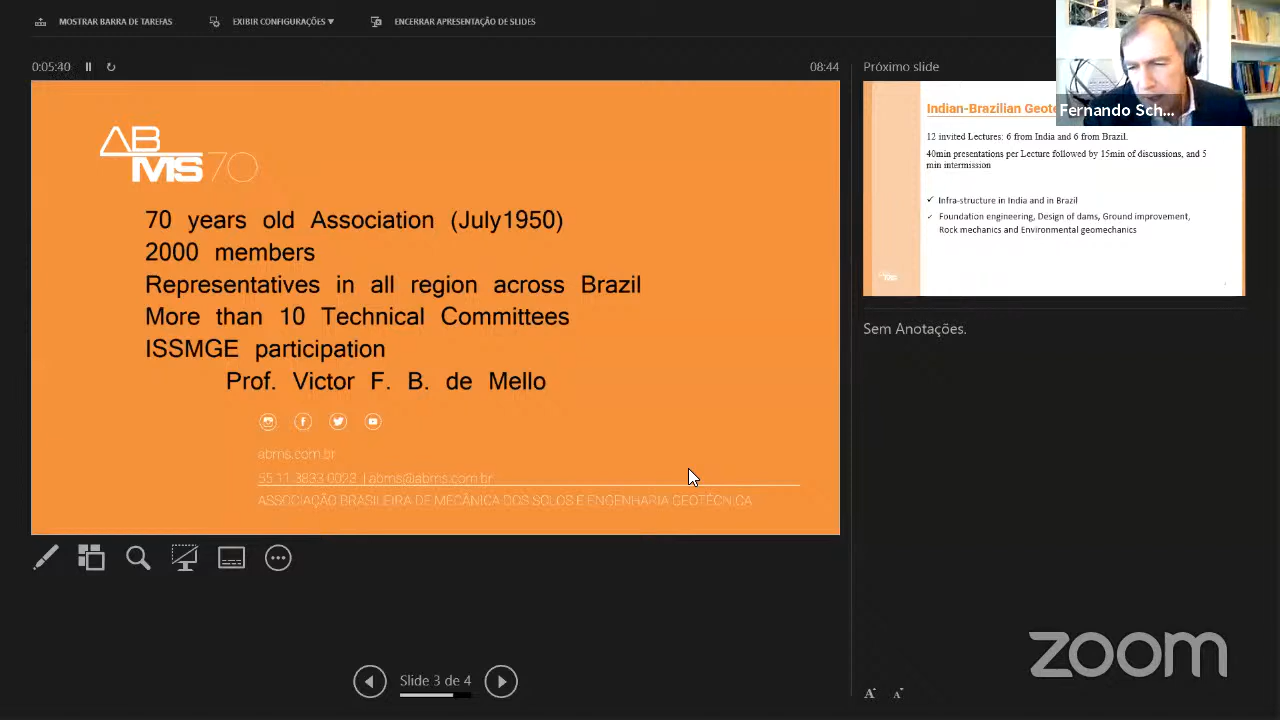 MOSTRAR BARRA DE TAREFAS
EXIBIR CONFIGURAÇÕES ▼
ENCERRAR APRESENTAÇÃO DE SLIDES
0:05:40
08:44
AB
MS 70
70 years old Association (July1950)
2000 members
Representatives in all region across Brazil
More than 10 Technical Committees
ISSMGE participation
Prof. Victor F. B. de Mello
abms.com.br
55 11 3833 0023 | abms@abms.com.br
ASSOCIAÇÃO BRASILEIRA DE MECÂNICA DOS SOLOS E ENGENHARIA GEOTÉCNICA
Slide 3 de 4
Próximo slide
Fernando Sch...
Indian-Brazilian
12 invited Lectures: 6 from India and 6 from Brazil.
40min presentations per Lecture followed by 15min of discussions, and 5
min intermission
✓ Infra-structure in India and in Brazil
✓ Foundation engineering, Design of dams, Ground improvement,
Rock mechanics and Environmental geomechanics
Sem Anotações.
zoom
A A